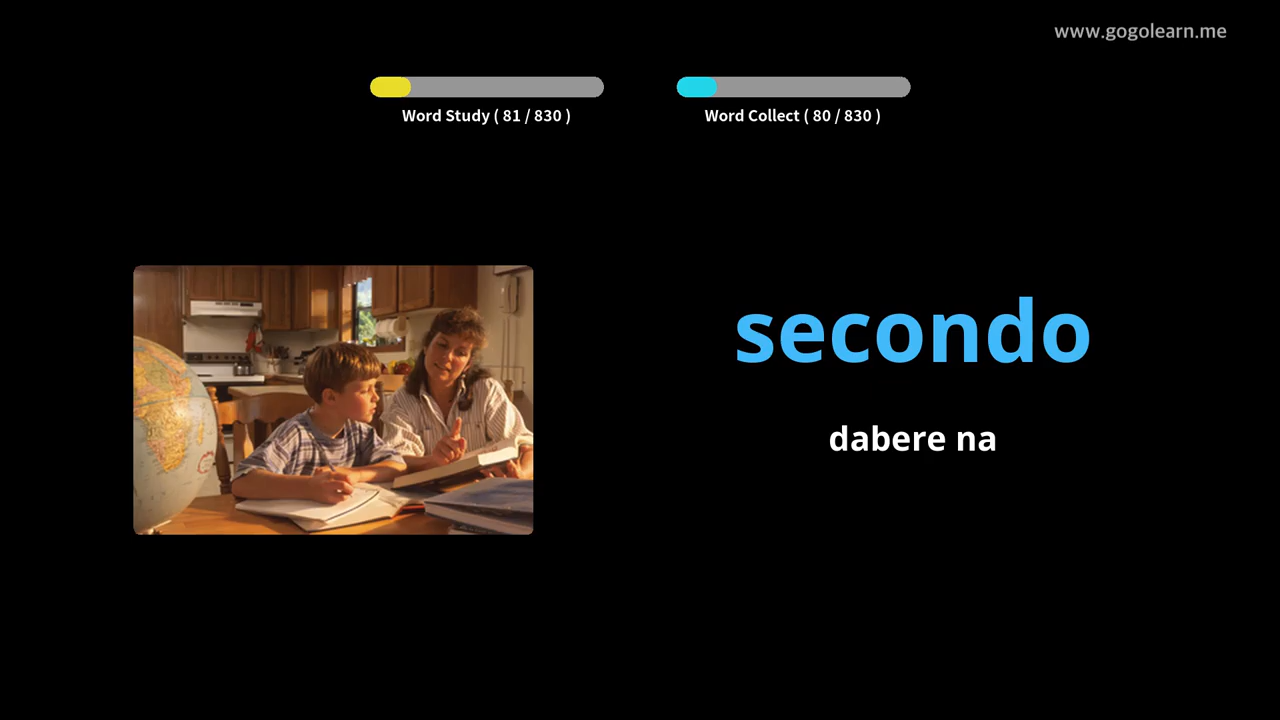 www.gogolearn.me
Word Study ( 81 / 830 )
Word Collect ( 80 / 830 )
secondo
dabere na